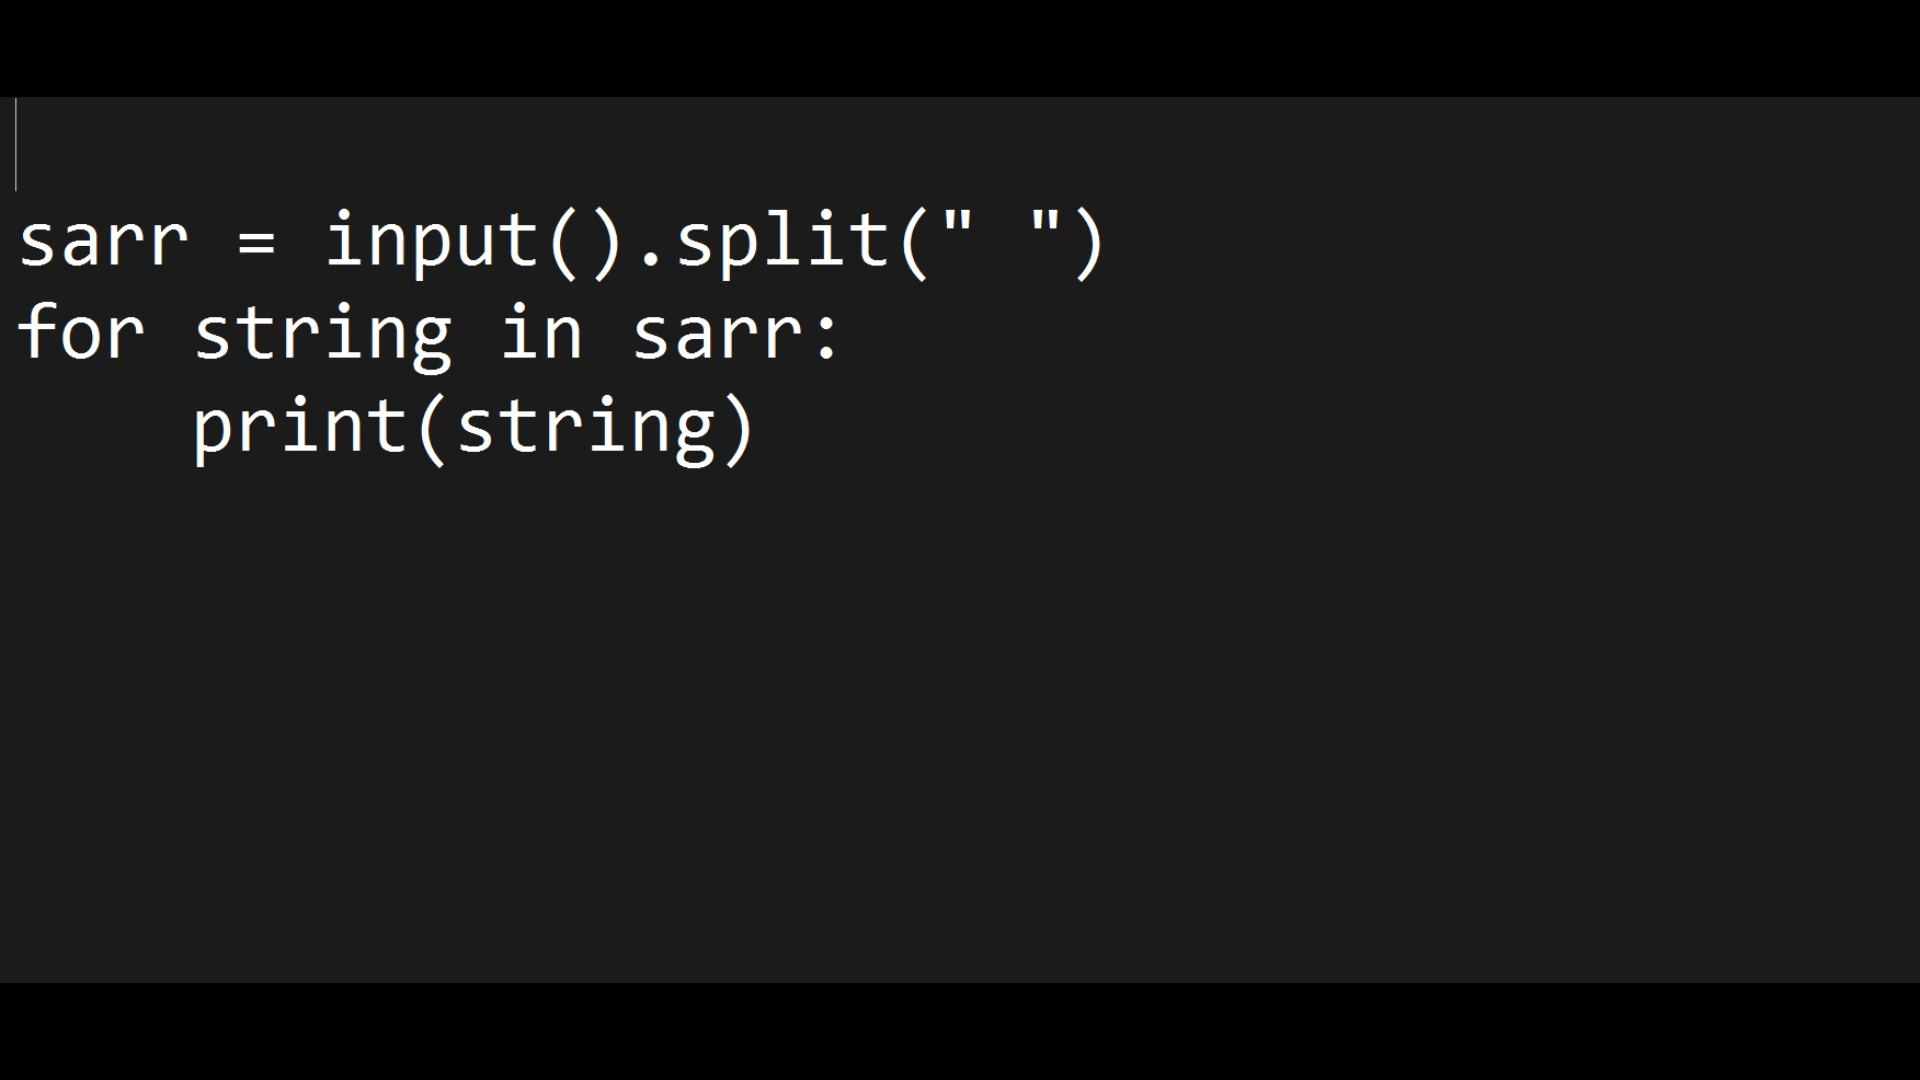 sarr = input().split(" ")
for string in sarr:
    print(string)